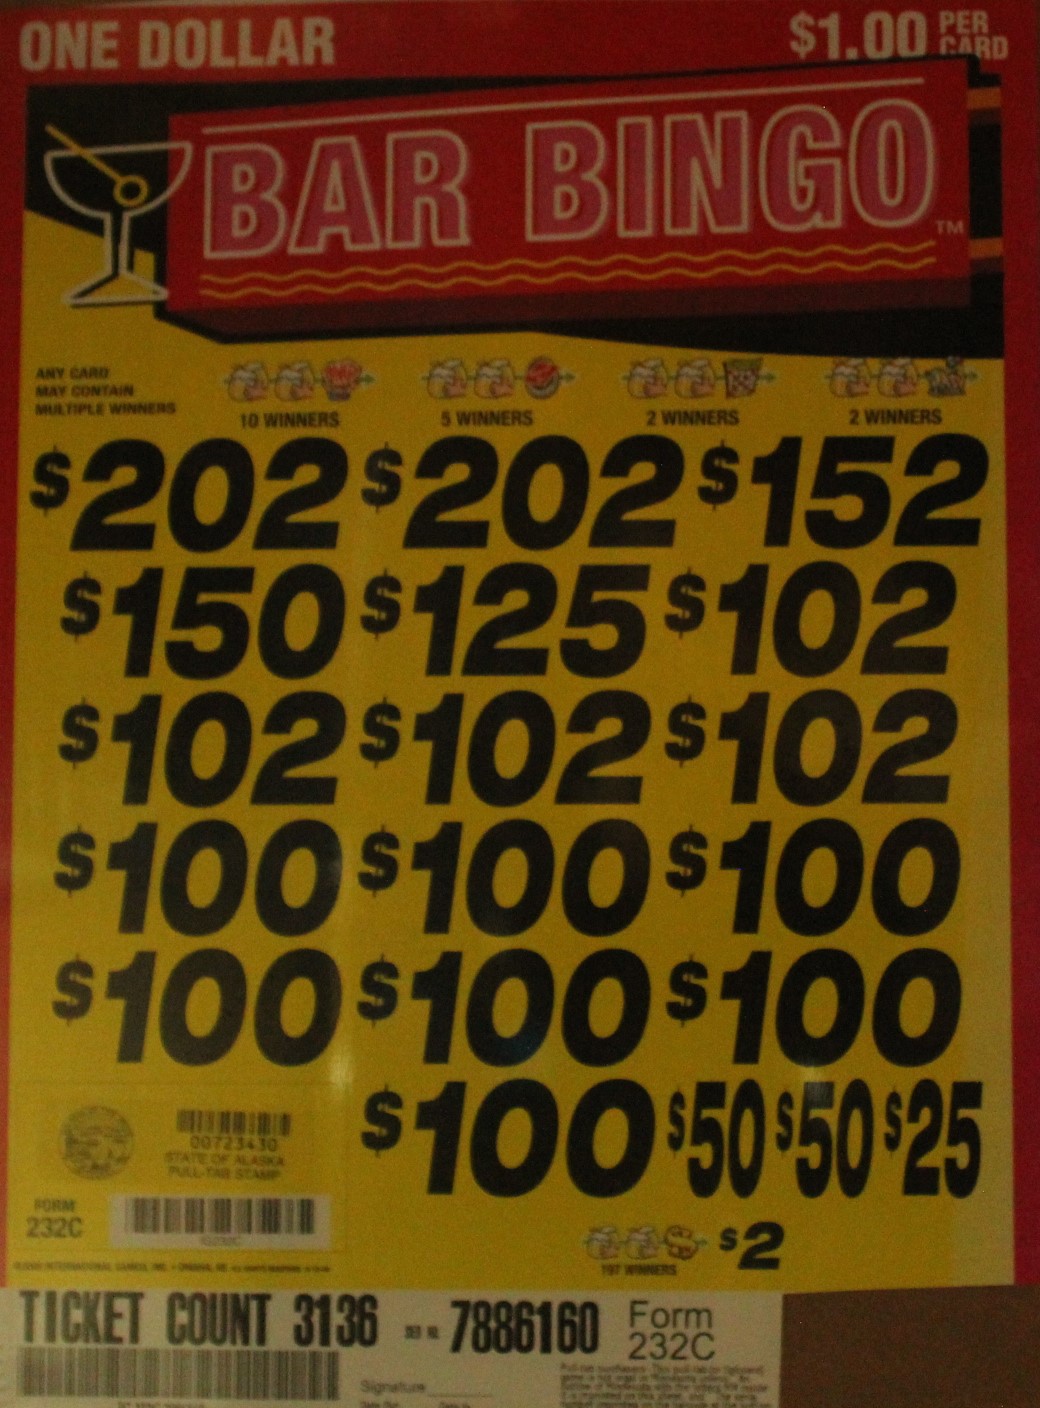 ONE DOLLAR
$1.00 PER CARD
BAR BINGO™
ANY CARD
MAY CONTAIN
MULTIPLE WINNERS
10 WINNERS 5 WINNERS 2 WINNERS 2 WINNERS
$202 $202 $152
$150 $125 $102
$102 $102 $102
$100 $100 $100
$100 $100 $100
$100 $50 $50 $25
00723430
STATE OF ALASKA
PULL-TAB STAMP
FORM
232C
197 WINNERS $2
TICKET COUNT 3136 7886160 Form
232C
Signature